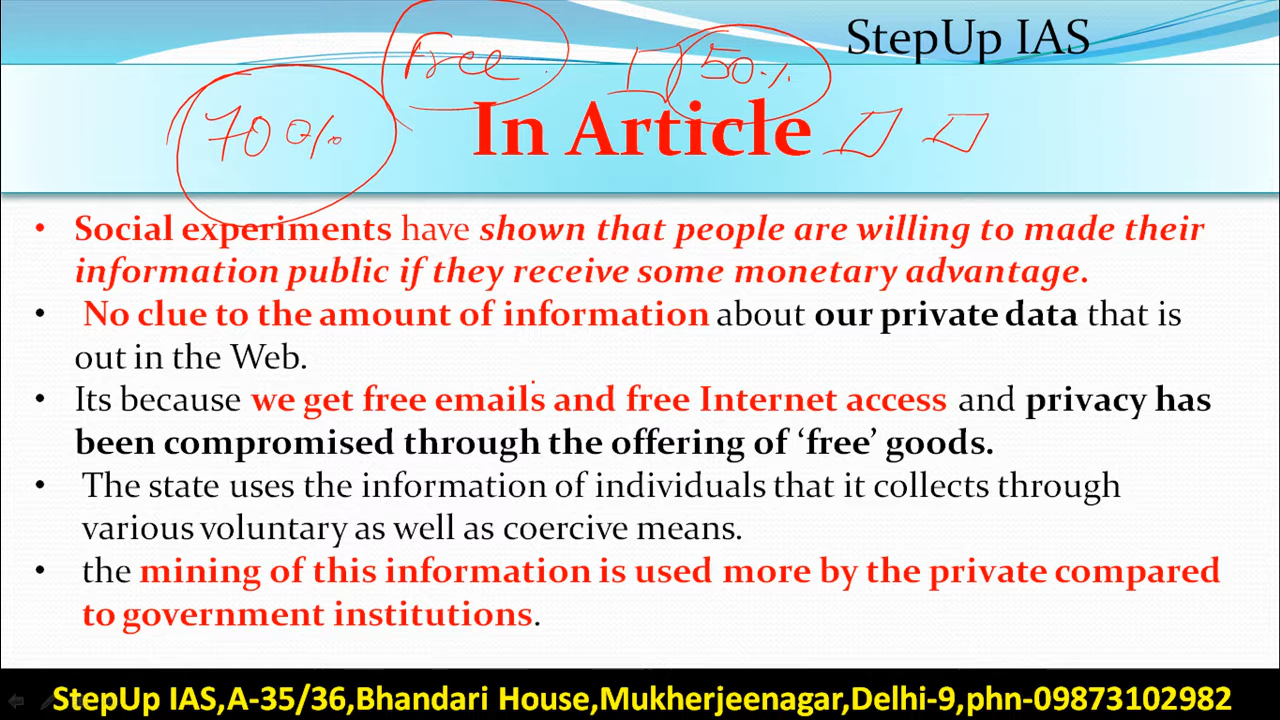 StepUp IAS
free
50%
70%
In Article
• Social experiments have shown that people are willing to made their
information public if they receive some monetary advantage.
• No clue to the amount of information about our private data that is
out in the Web.
• Its because we get free emails and free Internet access and privacy has
been compromised through the offering of ‘free’ goods.
• The state uses the information of individuals that it collects through
various voluntary as well as coercive means.
• the mining of this information is used more by the private compared
to government institutions.
StepUp IAS,A-35/36,Bhandari House,Mukherjeenagar,Delhi-9,phn-09873102982